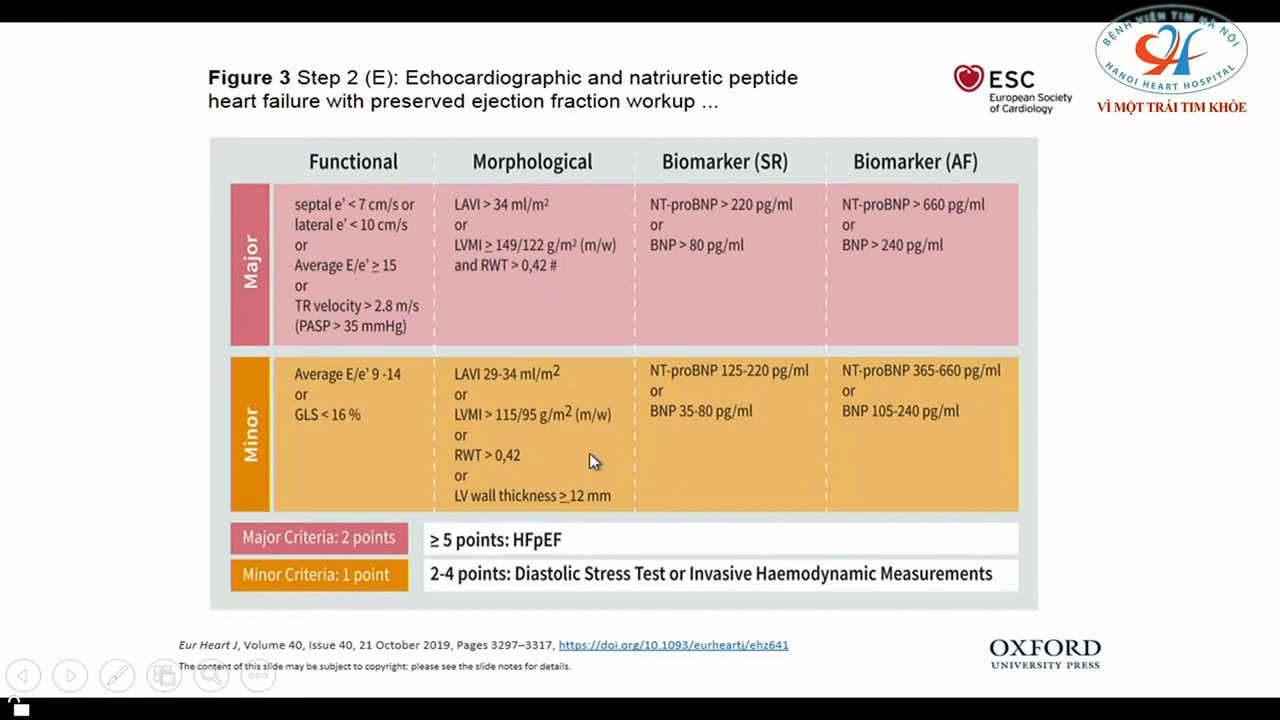 BỆNH VIỆN TIM HÀ NỘI
HANOI HEART HOSPITAL
VÌ MỘT TRÁI TIM KHỎE
ESC
European Society
of Cardiology
Figure 3 Step 2 (E): Echocardiographic and natriuretic peptide
heart failure with preserved ejection fraction workup ...
Functional
Morphological
Biomarker (SR)
Biomarker (AF)
Major
septal e’ < 7 cm/s or
lateral e’ < 10 cm/s
or
Average E/e’ ≥ 15
or
TR velocity > 2.8 m/s
(PASP > 35 mmHg)
LAVI > 34 ml/m²
or
LVMI ≥ 149/122 g/m² (m/w)
and RWT > 0,42 #
NT-proBNP > 220 pg/ml
or
BNP > 80 pg/ml
NT-proBNP > 660 pg/ml
or
BNP > 240 pg/ml
Minor
Average E/e’ 9 -14
or
GLS < 16 %
LAVI 29-34 ml/m²
or
LVMI > 115/95 g/m² (m/w)
or
RWT > 0,42
or
LV wall thickness ≥ 12 mm
NT-proBNP 125-220 pg/ml
or
BNP 35-80 pg/ml
NT-proBNP 365-660 pg/ml
or
BNP 105-240 pg/ml
Major Criteria: 2 points
≥ 5 points: HFpEF
Minor Criteria: 1 point
2-4 points: Diastolic Stress Test or Invasive Haemodynamic Measurements
Eur Heart J, Volume 40, Issue 40, 21 October 2019, Pages 3297–3317, https://doi.org/10.1093/eurheartj/ehz641
The content of this slide may be subject to copyright: please see the slide notes for details.
OXFORD
UNIVERSITY PRESS